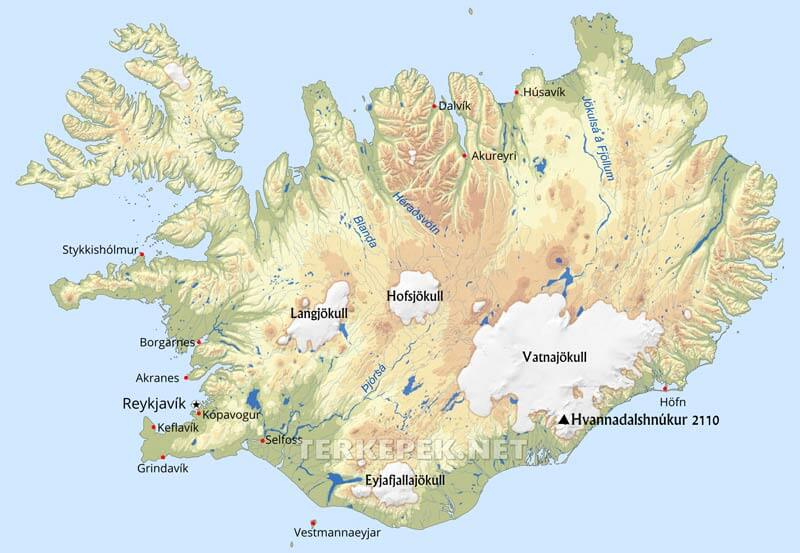 Húsavík
Dalvík
Jökulsá á Fjöllum
Akureyri
Héraðsvötn
Blanda
Stykkishólmur
Hofsjökull
Langjökull
Borgarnes
Vatnajökull
Þjórsá
Akranes
Höfn
Reykjavík
Kópavogur
Hvannadalshnúkur 2110
Keflavík
Selfoss
TERKEPEK.NET
Grindavík
Eyjafjallajökull
Vestmannaeyjar